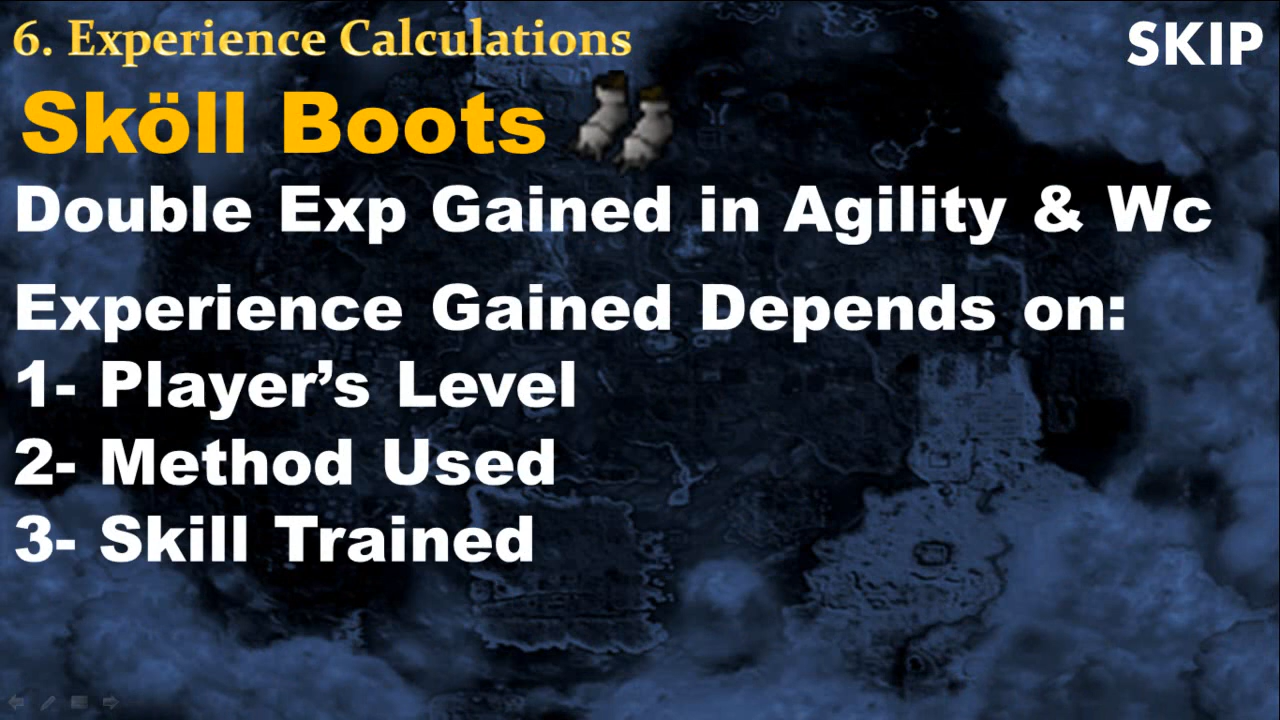 6. Experience Calculations
SKIP
Sköll Boots
Double Exp Gained in Agility & Wc
Experience Gained Depends on:
1- Player’s Level
2- Method Used
3- Skill Trained